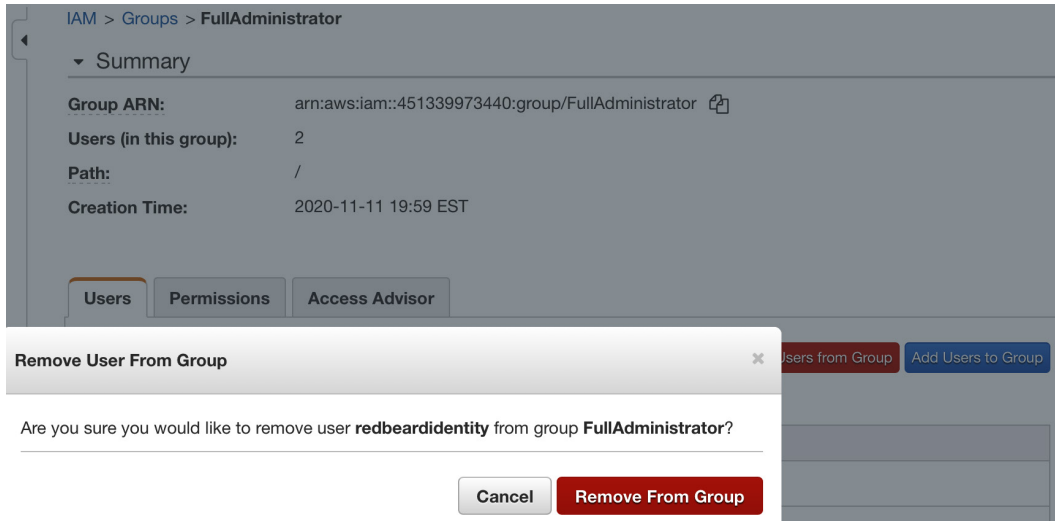 IAM > Groups > FullAdministrator
Summary
Group ARN: arn:aws:iam::451339973440:group/FullAdministrator
Users (in this group): 2
Path: /
Creation Time: 2020-11-11 19:59 EST
Users Permissions Access Advisor
Users from Group Add Users to Group
Remove User From Group
Are you sure you would like to remove user redbeardidentity from group FullAdministrator?
Cancel Remove From Group